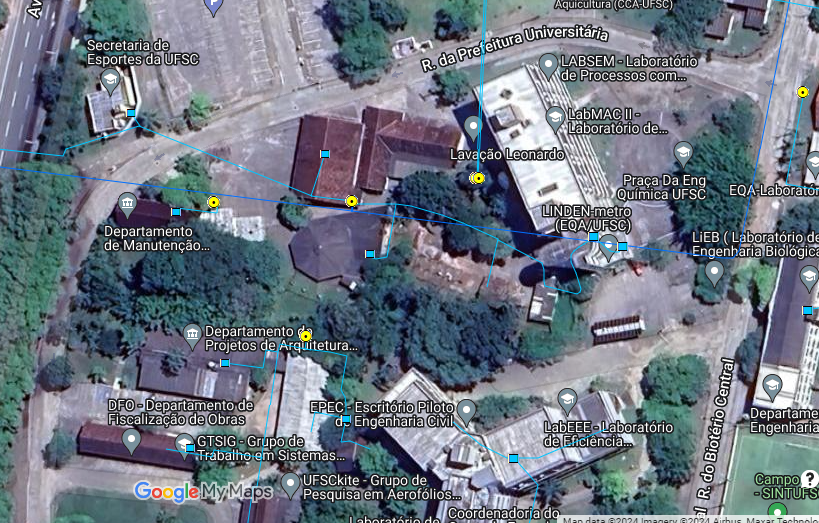 Av
Aquicultura (CCA-UFSC)
Secretaria de
Esportes da UFSC
R. da Prefeitura Universitária
LABSEM - Laboratório
de Processos com...
LabMAC II -
Laboratório de...
Lavação Leonardo
Praça Da Eng
Química UFSC
EQA-Laborató
LINDEN-metro
(EQA/UFSC)
Departamento
de Manutenção...
LiEB ( Laboratório de
Engenharia Biológica
Departamento de
Projetos de Arquitetura...
DFO - Departamento de
Fiscalização de Obras
EPEC - Escritório Piloto
de Engenharia Civil
LabEEE - Laboratório
de Eficiência...
R. do Biotério Central
Departame
Engenharia
GTSIG - Grupo de
Trabalho em Sistemas...
UFSCkite - Grupo de
Pesquisa em Aerofólios...
Google My Maps
Coordenadoria do
Laboratório de
Campo
- SINTUFS
?
Map data ©2024 Imagery ©2024 Airbus, Maxar Technolo